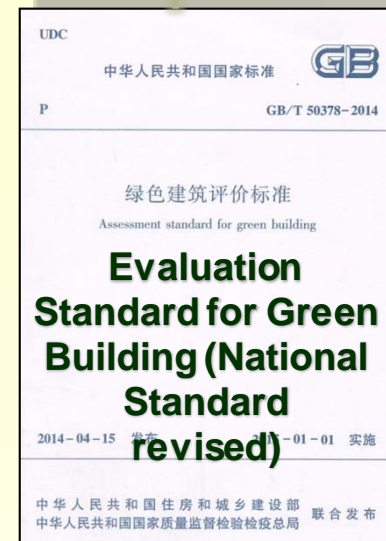 UDC
中华人民共和国国家标准
GB
P GB/T 50378-2014
绿色建筑评价标准
Assessment standard for green building
Evaluation
Standard for Green
Building (National
Standard
revised)
2014-04-15 发布 -01-01 实施
中华人民共和国住房和城乡建设部
中华人民共和国国家质量监督检验检疫总局
联合发布